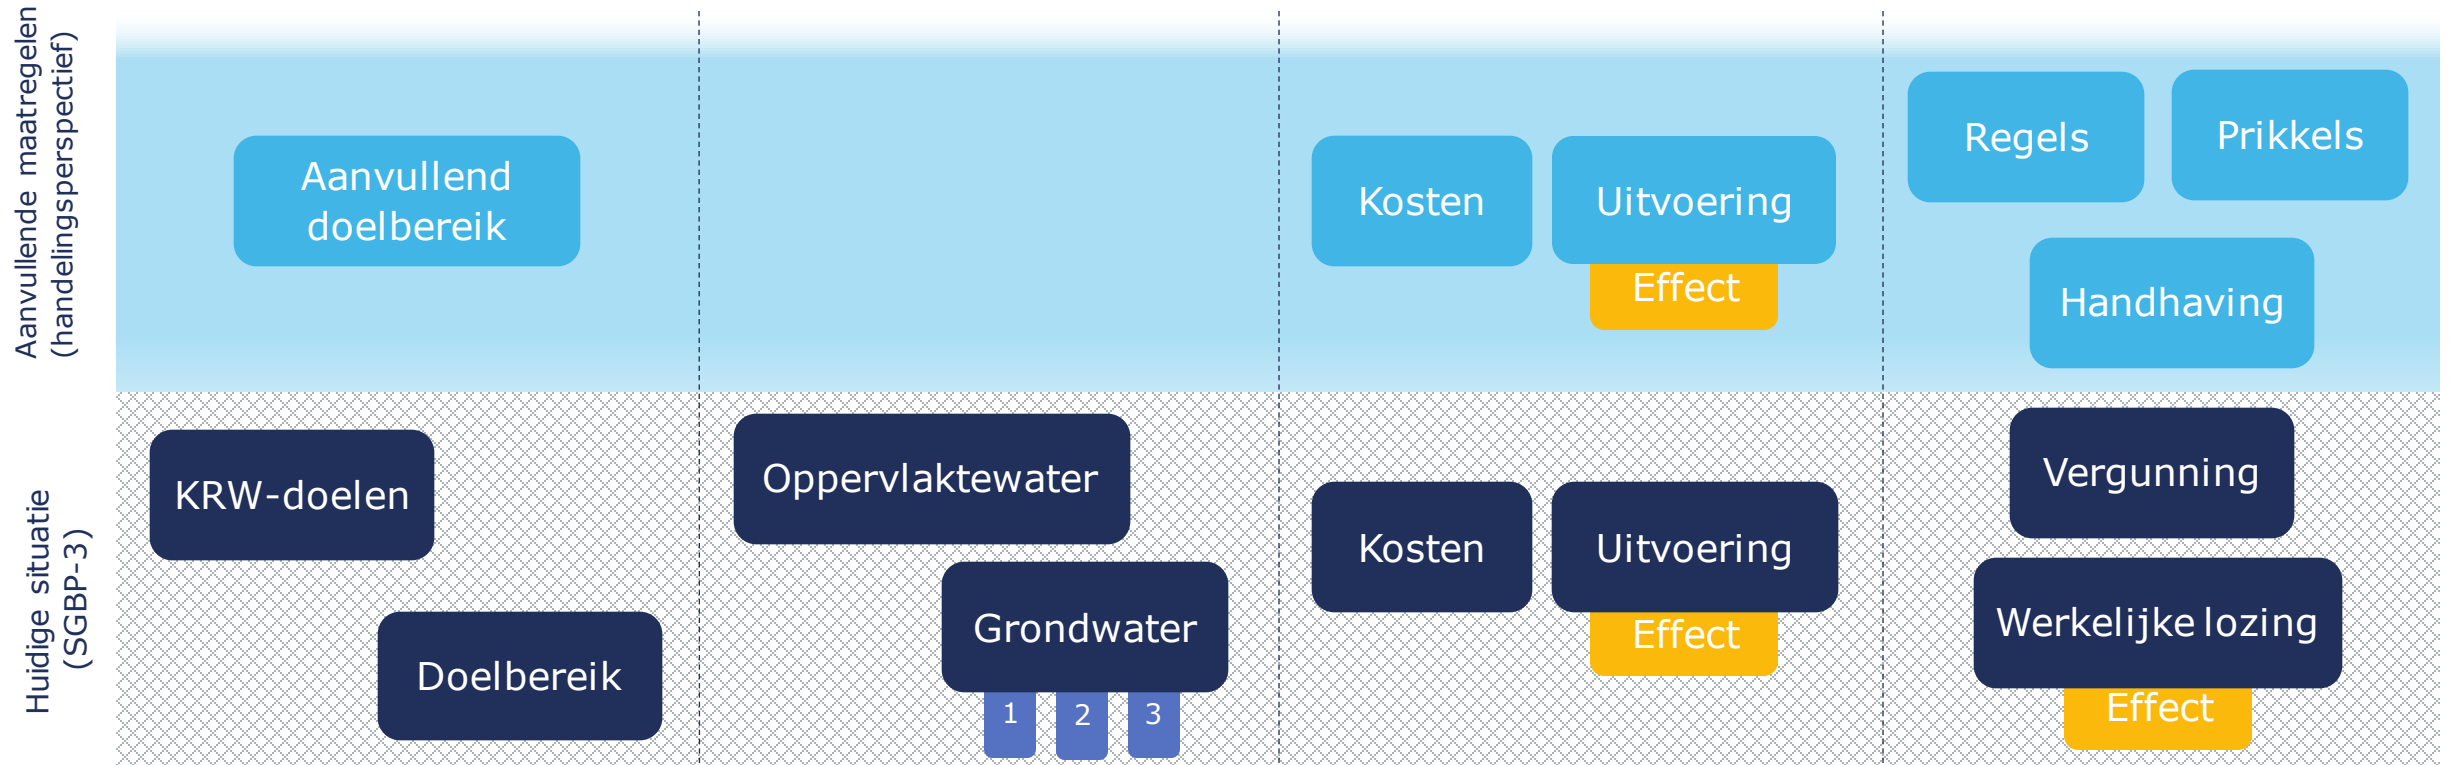 Aanvullende maatregelen
(handelingsperspectief)
Aanvullend
doelbereik
Kosten
Uitvoering
Effect
Regels
Prikkels
Handhaving
Huidige situatie
(SGBP-3)
KRW-doelen
Doelbereik
Oppervlaktewater
Grondwater
1
2
3
Kosten
Uitvoering
Effect
Vergunning
Werkelijke lozing
Effect